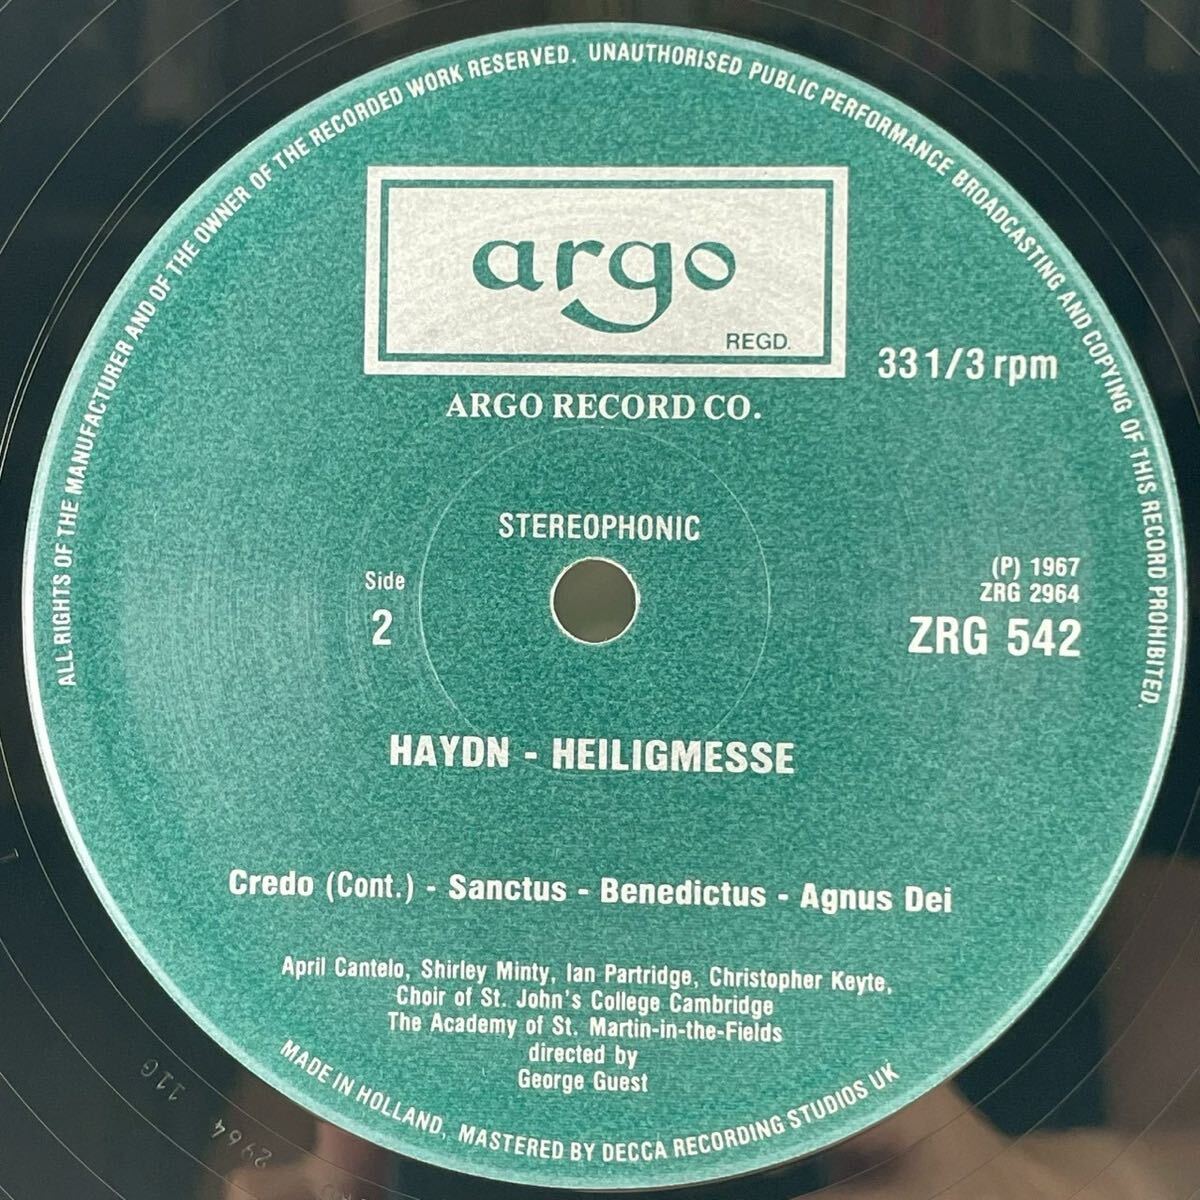 ALL RIGHTS OF THE MANUFACTURER AND OF THE OWNER OF THE RECORDED WORK RESERVED. UNAUTHORISED PUBLIC PERFORMANCE BROADCASTING AND COPYING OF THIS RECORD PROHIBITED.
argo
REGD.
33 1/3 rpm
ARGO RECORD CO.
STEREOPHONIC
Side
2
(P) 1967
ZRG 2964
ZRG 542
HAYDN - HEILIGMESSE
Credo (Cont.) - Sanctus - Benedictus - Agnus Dei
April Cantelo, Shirley Minty, Ian Partridge, Christopher Keyte,
Choir of St. John's College Cambridge
The Academy of St. Martin-in-the-Fields
directed by
George Guest
MADE IN HOLLAND, MASTERED BY DECCA RECORDING STUDIOS UK
2964